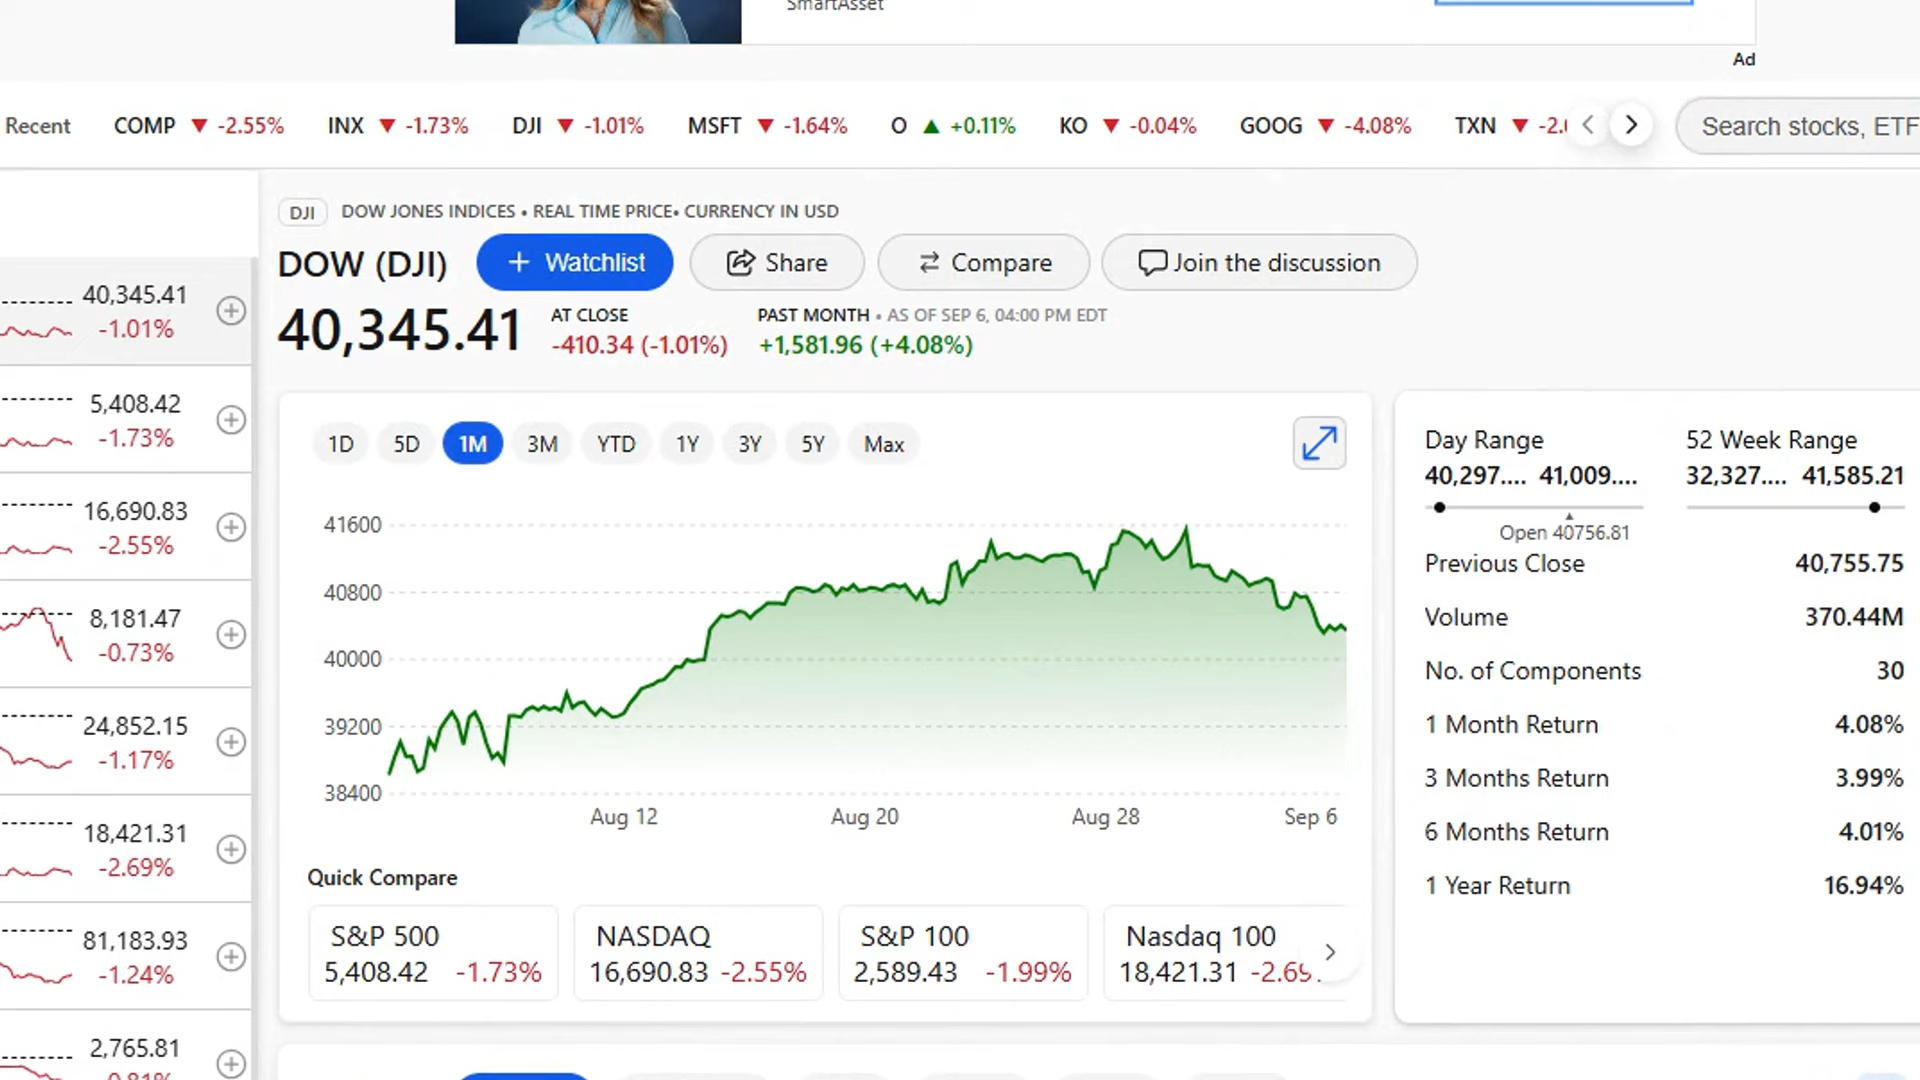 SmartAsset
Ad
Recent COMP ▼ -2.55% INX ▼ -1.73% DJI ▼ -1.01% MSFT ▼ -1.64% O ▲ +0.11% KO ▼ -0.04% GOOG ▼ -4.08% TXN ▼ Search stocks, ETF
DJI DOW JONES INDICES • REAL TIME PRICE• CURRENCY IN USD
DOW (DJI) + Watchlist Share Compare Join the discussion
40,345.41
AT CLOSE
-410.34 (-1.01%)
PAST MONTH • AS OF SEP 6, 04:00 PM EDT
+1,581.96 (+4.08%)
40,345.41
-1.01%
5,408.42
-1.73%
16,690.83
-2.55%
8,181.47
-0.73%
24,852.15
-1.17%
18,421.31
-2.69%
81,183.93
-1.24%
2,765.81
1D 5D 1M 3M YTD 1Y 3Y 5Y Max
41600
40800
40000
39200
38400
Aug 12 Aug 20 Aug 28 Sep 6
Quick Compare
S&P 500
5,408.42 -1.73%
NASDAQ
16,690.83 -2.55%
S&P 100
2,589.43 -1.99%
Nasdaq 100
18,421.31 -2.69
Day Range
40,297.... 41,009....
Open 40756.81
52 Week Range
32,327.... 41,585.21
Previous Close 40,755.75
Volume 370.44M
No. of Components 30
1 Month Return 4.08%
3 Months Return 3.99%
6 Months Return 4.01%
1 Year Return 16.94%